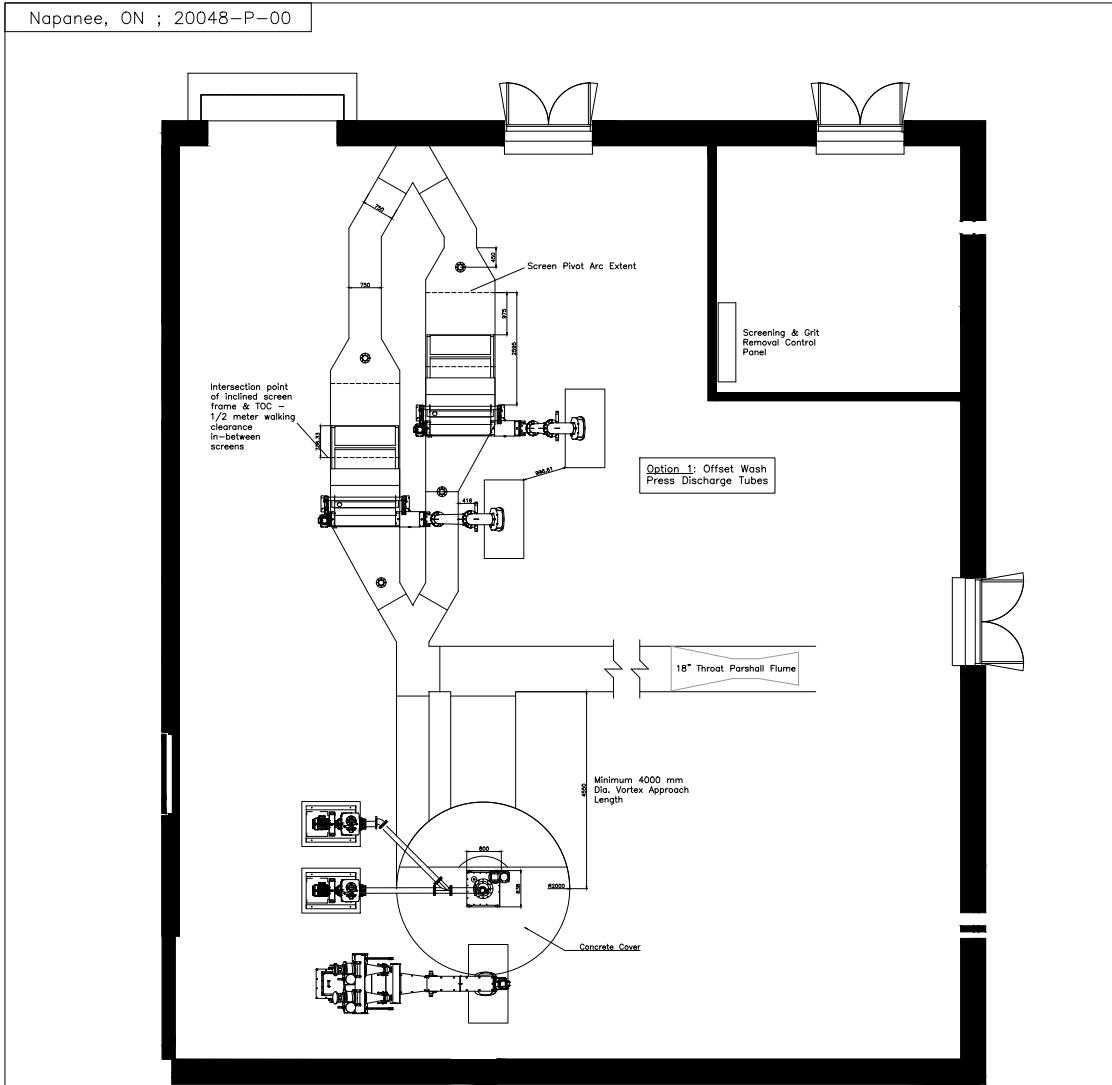 Napanee, ON ; 20048-P-00
750
450
Screen Pivot Arc Extent
750
975
2595
Screening & Grit
Removal Control
Panel
Intersection point
of inclined screen
frame & TOC -
1/2 meter walking
clearance
in-between
screens
Option 1: Offset Wash
Press Discharge Tubes
986.61
416
18" Throat Parshall Flume
Minimum 4000 mm
Dia. Vortex Approach
Length
4550
800
838
R2000
Concrete Cover